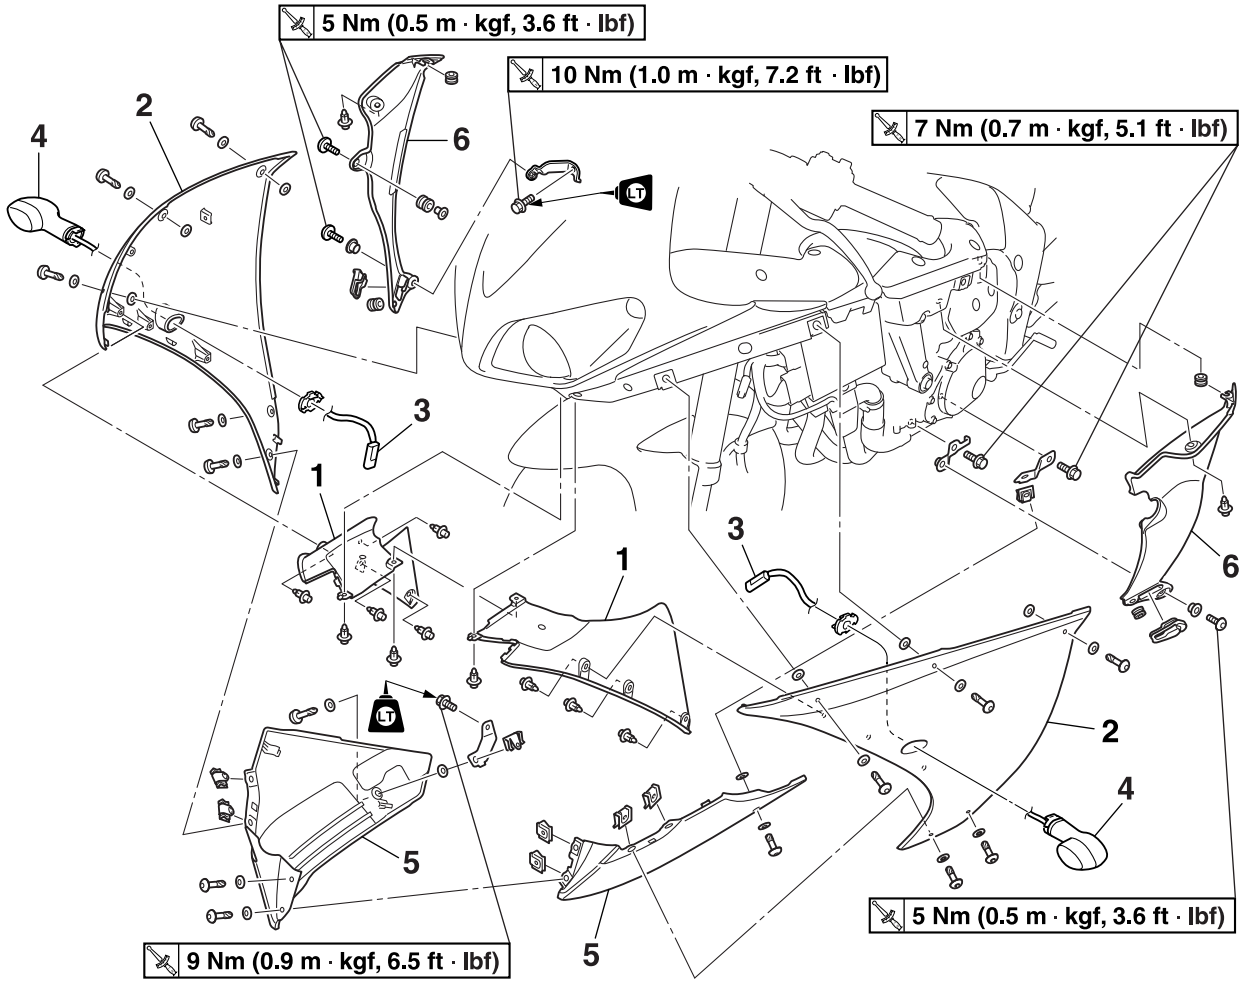 5 Nm (0.5 m · kgf, 3.6 ft · lbf)
10 Nm (1.0 m · kgf, 7.2 ft · lbf)
7 Nm (0.7 m · kgf, 5.1 ft · lbf)
2
4
6
LT
3
1
3
1
6
LT
2
4
5
5
5 Nm (0.5 m · kgf, 3.6 ft · lbf)
9 Nm (0.9 m · kgf, 6.5 ft · lbf)